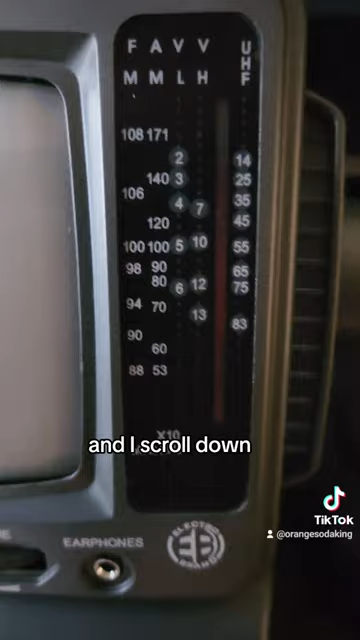 F A V V U
M M L H H
F
108 171
2 14
140 3 25
106 4 7 35
120 45
100 100 5 10 55
98 90 65
80 6 12 75
94 70 13
83
90
60
88 53
X10
and I scroll down
TikTok
@orangesodaking
EARPHONES
ELECTRO
BRAND